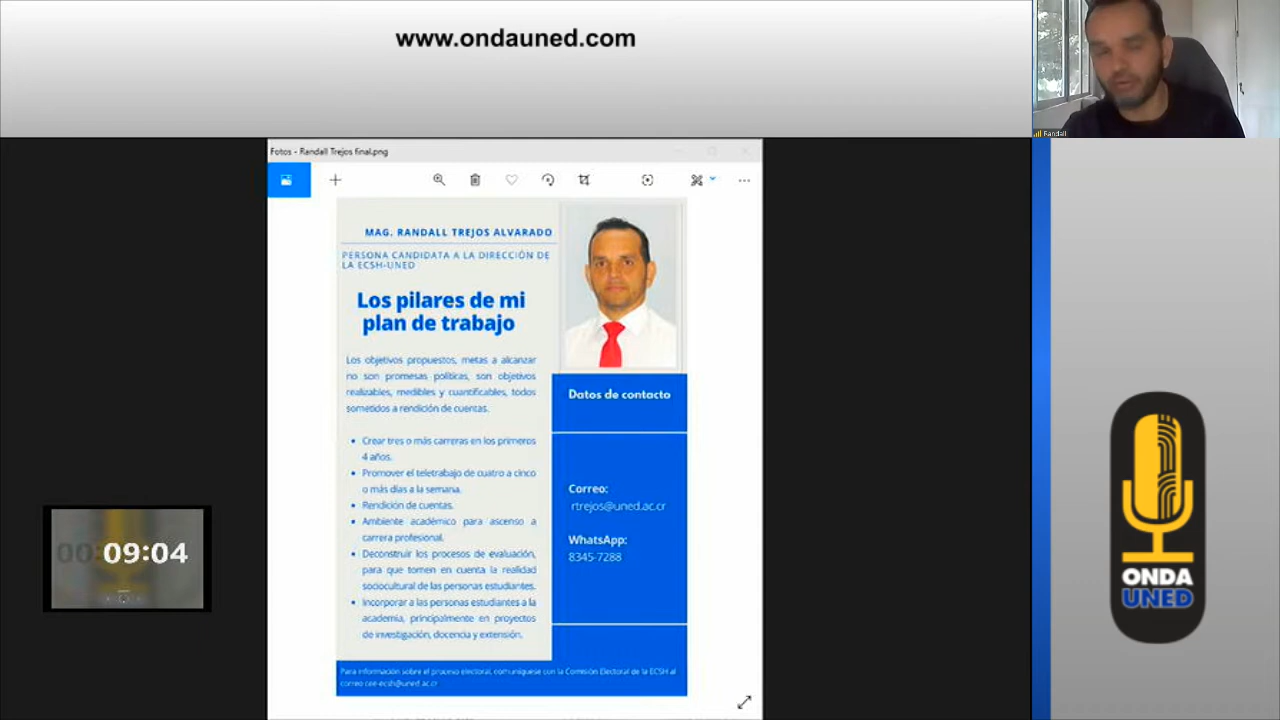 www.ondauned.com
Randall
Fotos - Randall Trejos final.png
MAG. RANDALL TREJOS ALVARADO
PERSONA CANDIDATA A LA DIRECCIÓN DE
LA ECSH-UNED
Los pilares de mi
plan de trabajo
Los objetivos propuestos, metas a alcanzar
no son promesas políticas, son objetivos
realizables, medibles y cuantificables, todos
sometidos a rendición de cuentas.
• Crear tres o más carreras en los primeros
4 años.
• Promover el teletrabajo de cuatro a cinco
o más días a la semana.
• Rendición de cuentas.
• Ambiente académico para ascenso a
carrera profesional.
• Deconstruir los procesos de evaluación,
para que tomen en cuenta la realidad
sociocultural de las personas estudiantes.
• Incorporar a las personas estudiantes a la
academia, principalmente en proyectos
de investigación, docencia y extensión.
Datos de contacto
Correo:
rtrejos@uned.ac.cr
WhatsApp:
8345-7288
Para información sobre el proceso electoral, comuníquese con la Comisión Electoral de la ECSH al
correo cee-ecsh@uned.ac.cr
00:09:04
ONDA
UNED